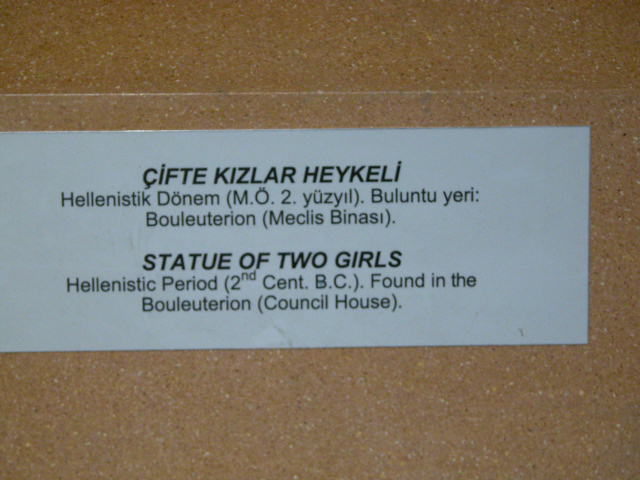 ÇİFTE KIZLAR HEYKELİ
Hellenistik Dönem (M.Ö. 2. yüzyıl). Buluntu yeri:
Bouleuterion (Meclis Binası).
STATUE OF TWO GIRLS
Hellenistic Period (2nd Cent. B.C.). Found in the
Bouleuterion (Council House).